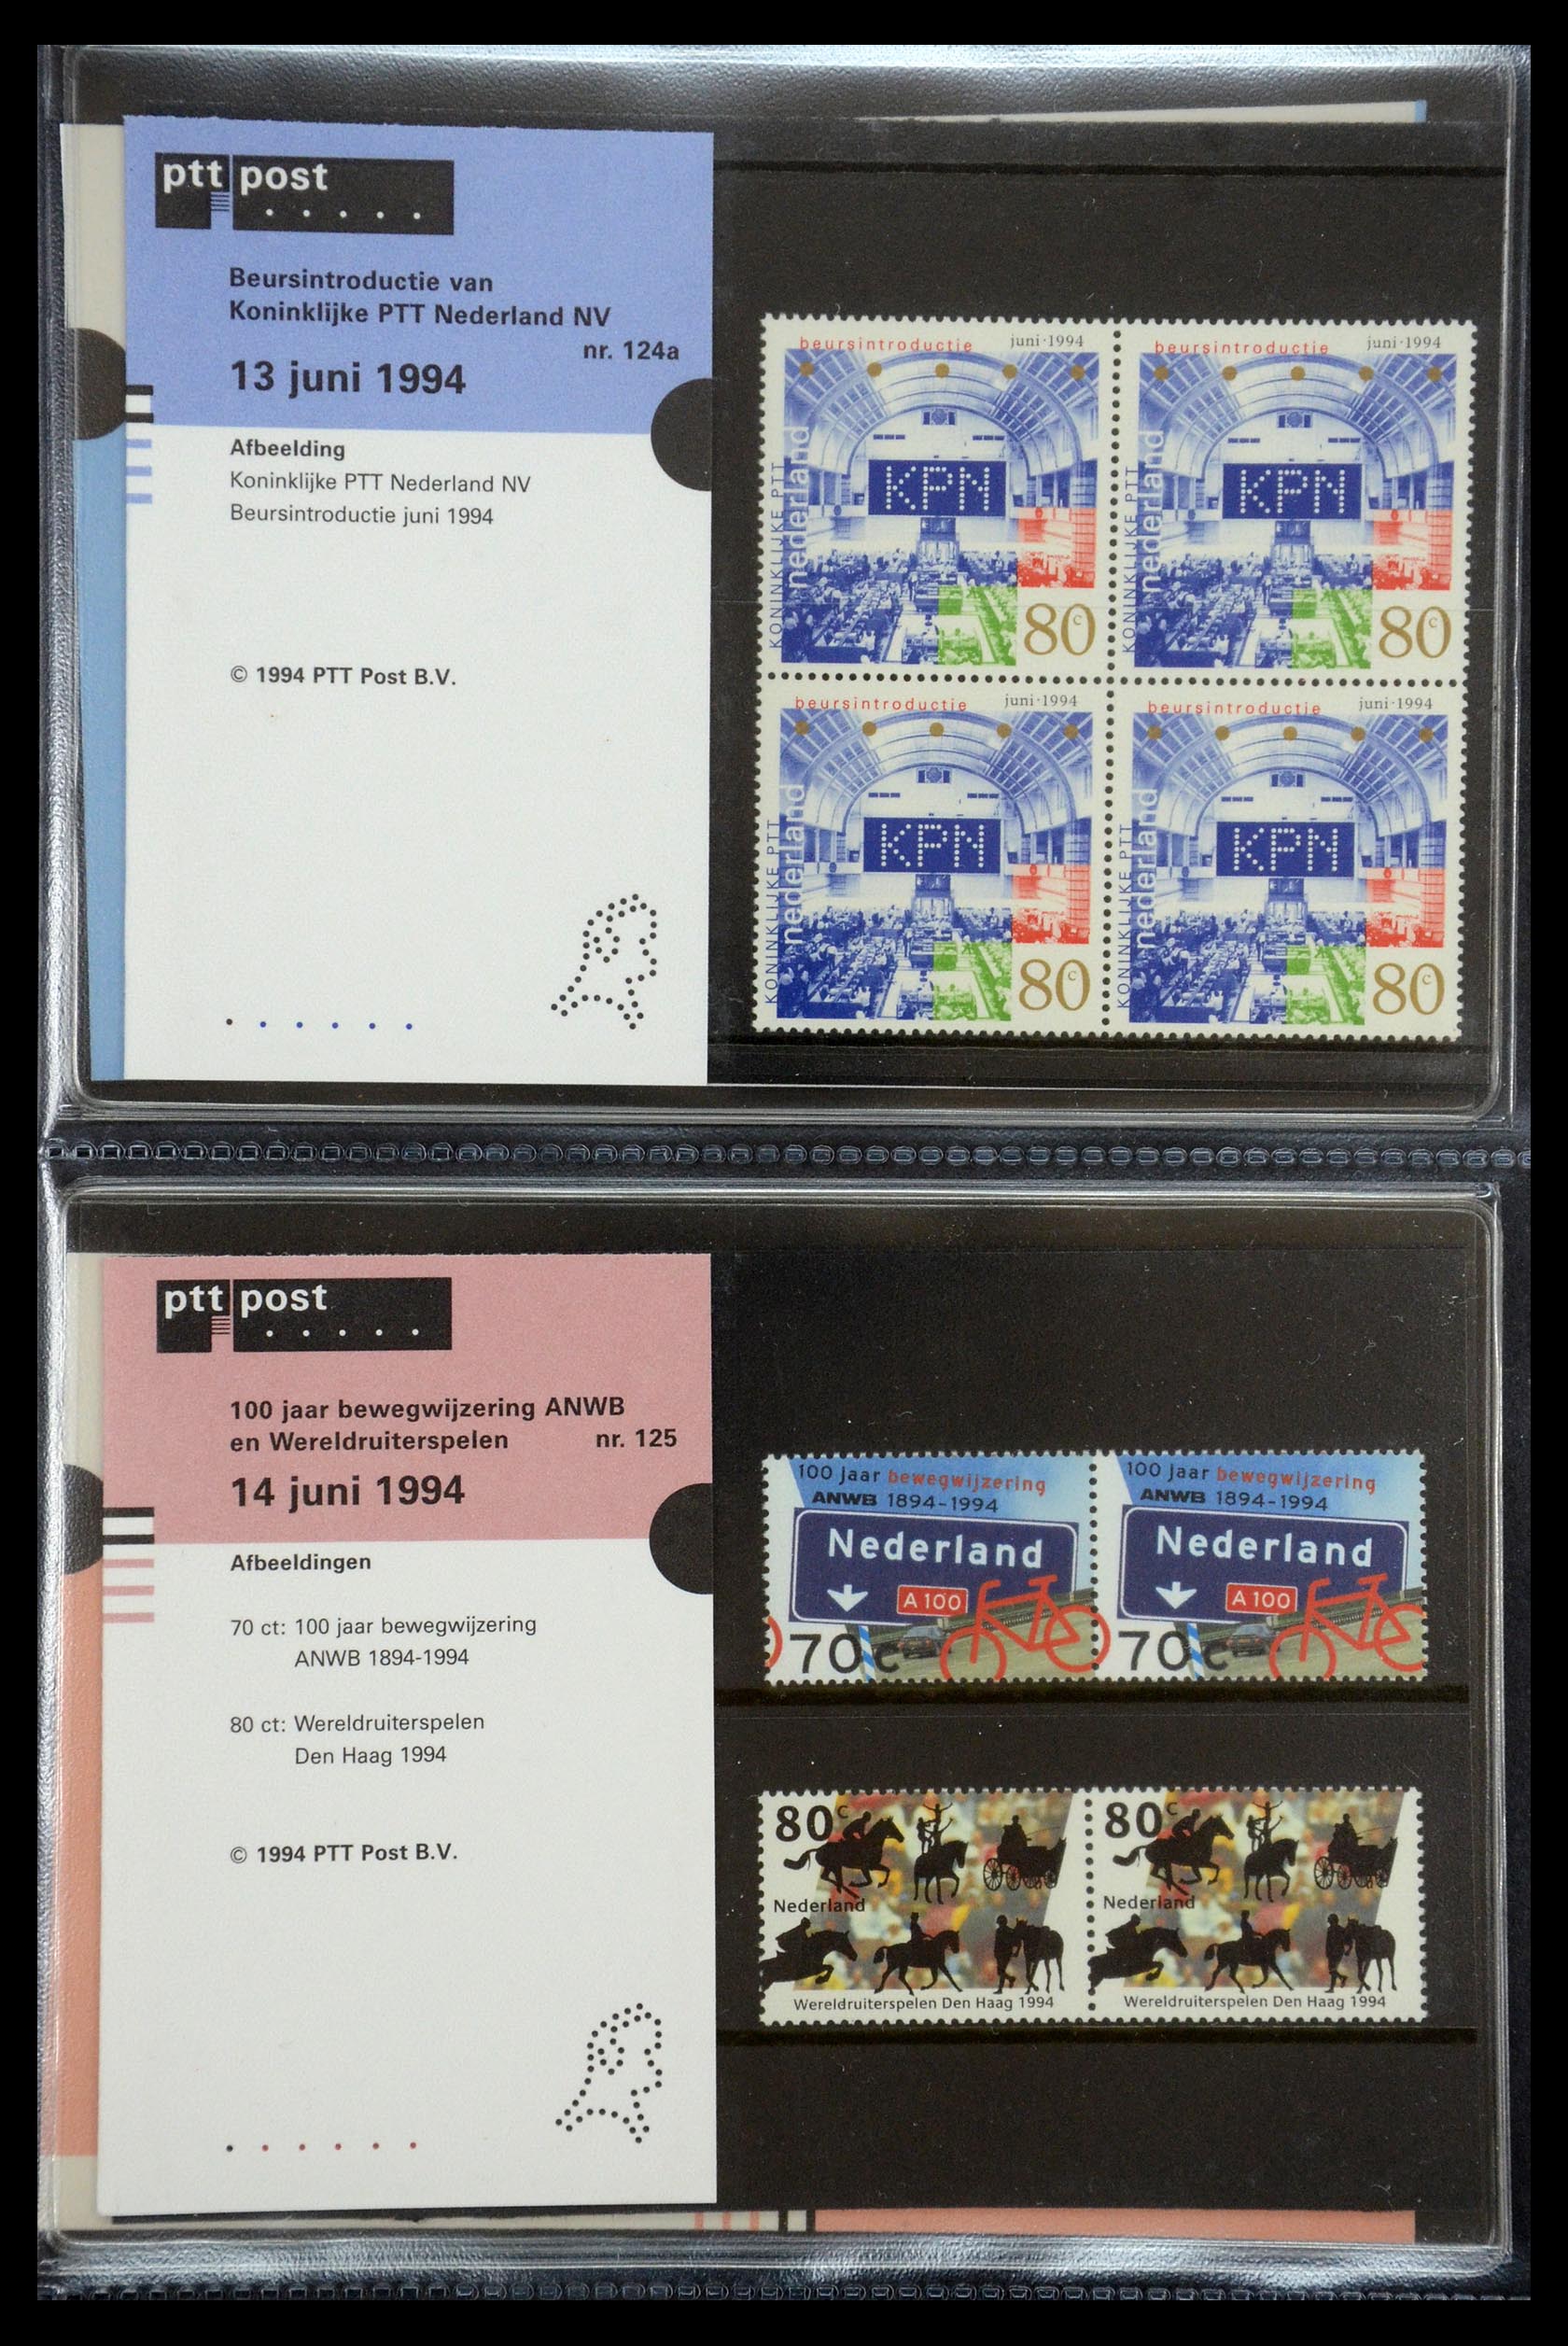 ptt post
Beursintroductie van
Koninklijke PTT Nederland NV
nr. 124a
13 juni 1994
Afbeelding
Koninklijke PTT Nederland NV
Beursintroductie juni 1994
© 1994 PTT Post B.V.
beursintroductie juni·1994
KONINKLIJKE PTT
nederland
KPN
80c
beursintroductie juni·1994
KONINKLIJKE PTT
nederland
KPN
80c
beursintroductie juni·1994
KONINKLIJKE PTT
nederland
KPN
80c
beursintroductie juni·1994
KONINKLIJKE PTT
nederland
KPN
80c
ptt post
100 jaar bewegwijzering ANWB
en Wereldruiterspelen nr. 125
14 juni 1994
Afbeeldingen
70 ct: 100 jaar bewegwijzering
ANWB 1894-1994
80 ct: Wereldruiterspelen
Den Haag 1994
© 1994 PTT Post B.V.
100 jaar bewegwijzering
ANWB 1894-1994
Nederland
A 100
70c
100 jaar bewegwijzering
ANWB 1894-1994
Nederland
A 100
70c
80c
Nederland
Wereldruiterspelen Den Haag 1994
80c
Nederland
Wereldruiterspelen Den Haag 1994